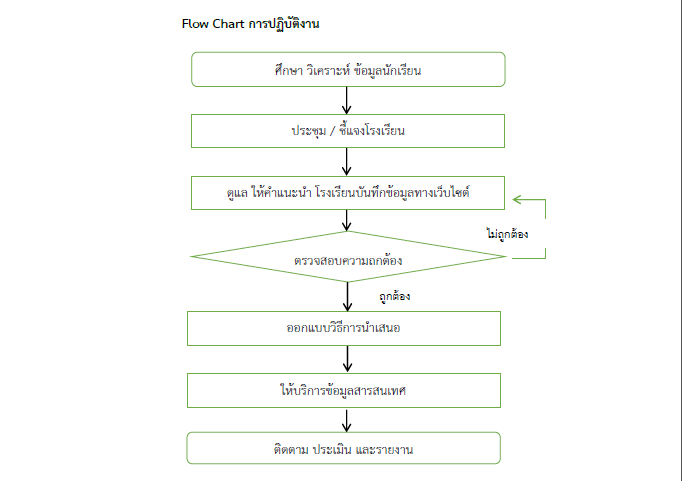 Flow Chart การปฏิบัติงาน
ศึกษา วิเคราะห์ ข้อมูลนักเรียน
ประชุม / ชี้แจงโรงเรียน
ดูแล ให้คำแนะนำ โรงเรียนบันทึกข้อมูลทางเว็บไซต์
ไม่ถูกต้อง
ตรวจสอบความถูกต้อง
ถูกต้อง
ออกแบบวิธีการนำเสนอ
ให้บริการข้อมูลสารสนเทศ
ติดตาม ประเมิน และรายงาน